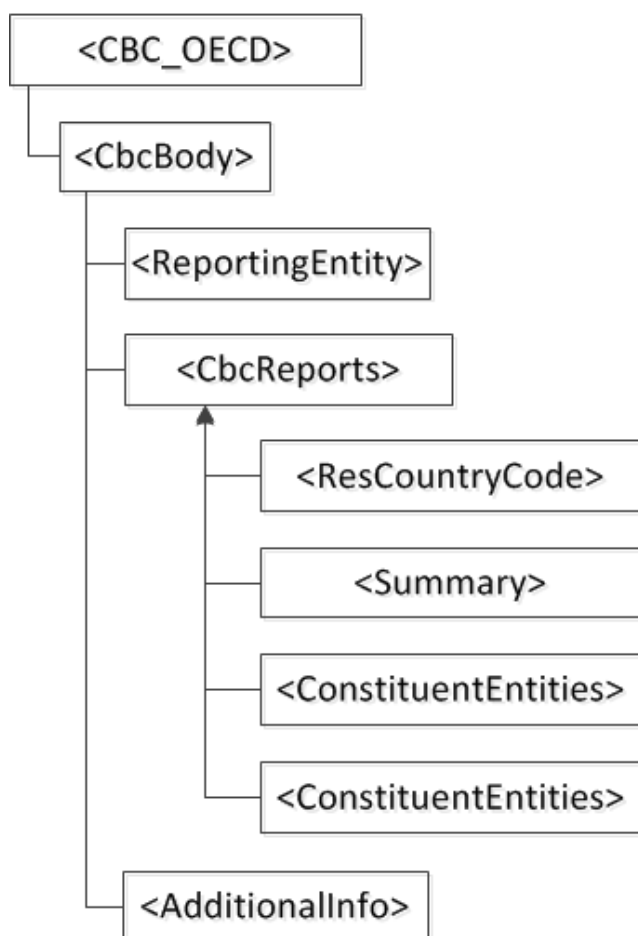 <CBC_OECD>
<CbcBody>
<ReportingEntity>
<CbcReports>
<ResCountryCode>
<Summary>
<ConstituentEntities>
<ConstituentEntities>
<AdditionalInfo>